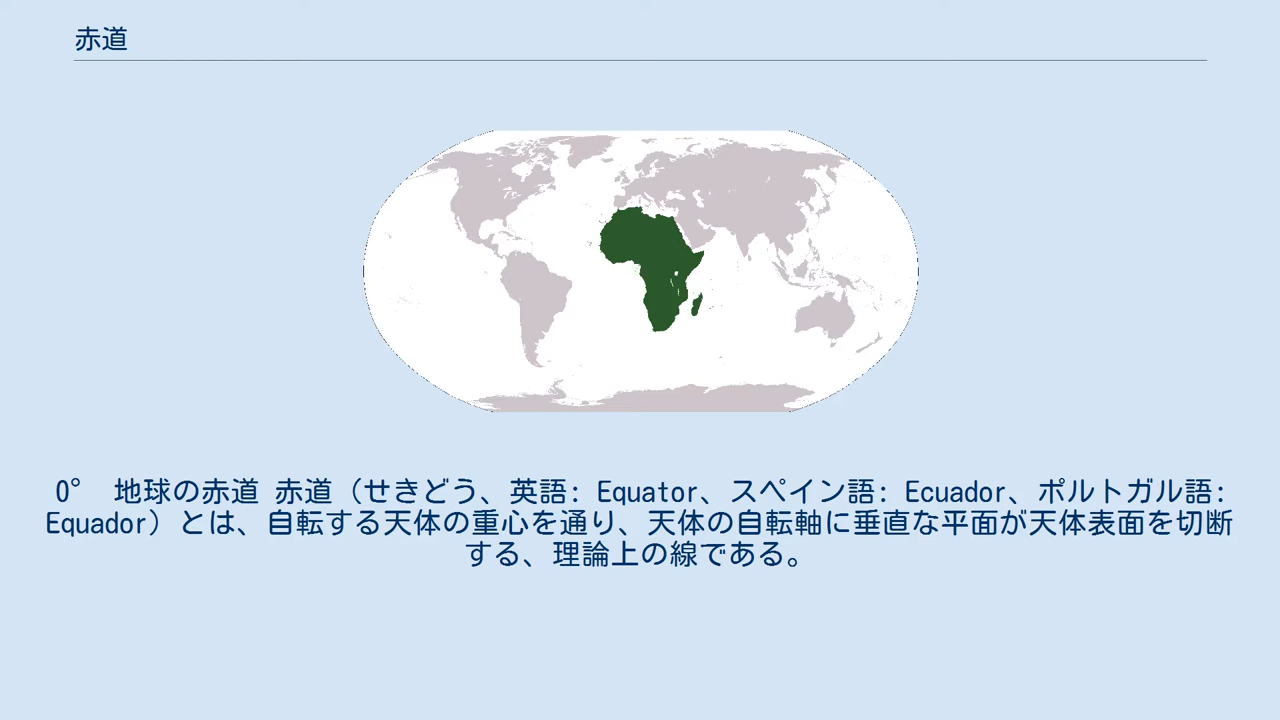 赤道
0° 地球の赤道 赤道（せきどう、英語: Equator、スペイン語: Ecuador、ポルトガル語:
Equador）とは、自転する天体の重心を通り、天体の自転軸に垂直な平面が天体表面を切断
する、理論上の線である。